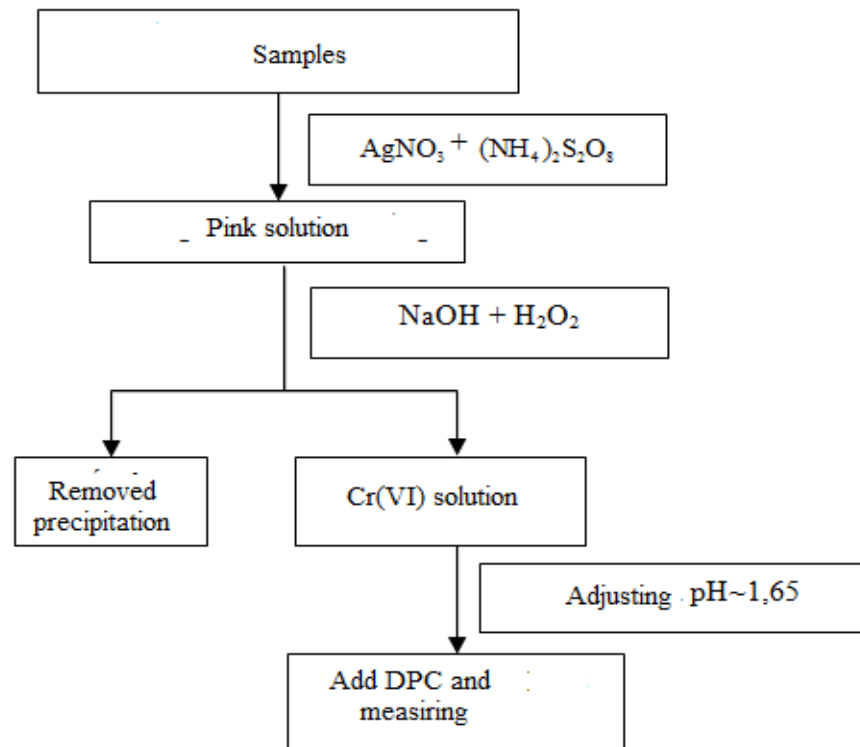 Samples
AgNO₃ + (NH₄)₂S₂O₈
Pink solution
NaOH + H₂O₂
Removed
precipitation
Cr(VI) solution
Adjusting pH~1,65
Add DPC and
measiring